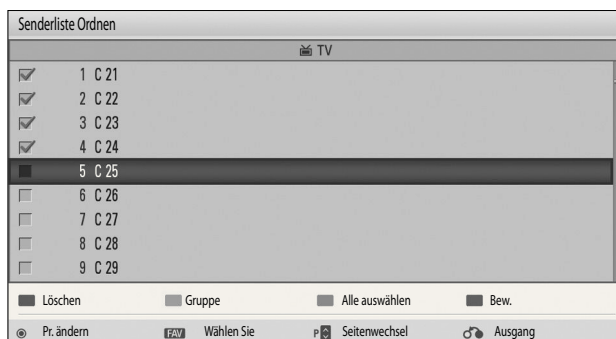 Senderliste Ordnen
TV
1 C 21
2 C 22
3 C 23
4 C 24
5 C 25
6 C 26
7 C 27
8 C 28
9 C 29
Löschen Gruppe Alle auswählen Bew.
Pr. ändern FAV Wählen Sie P Seitenwechsel Ausgang